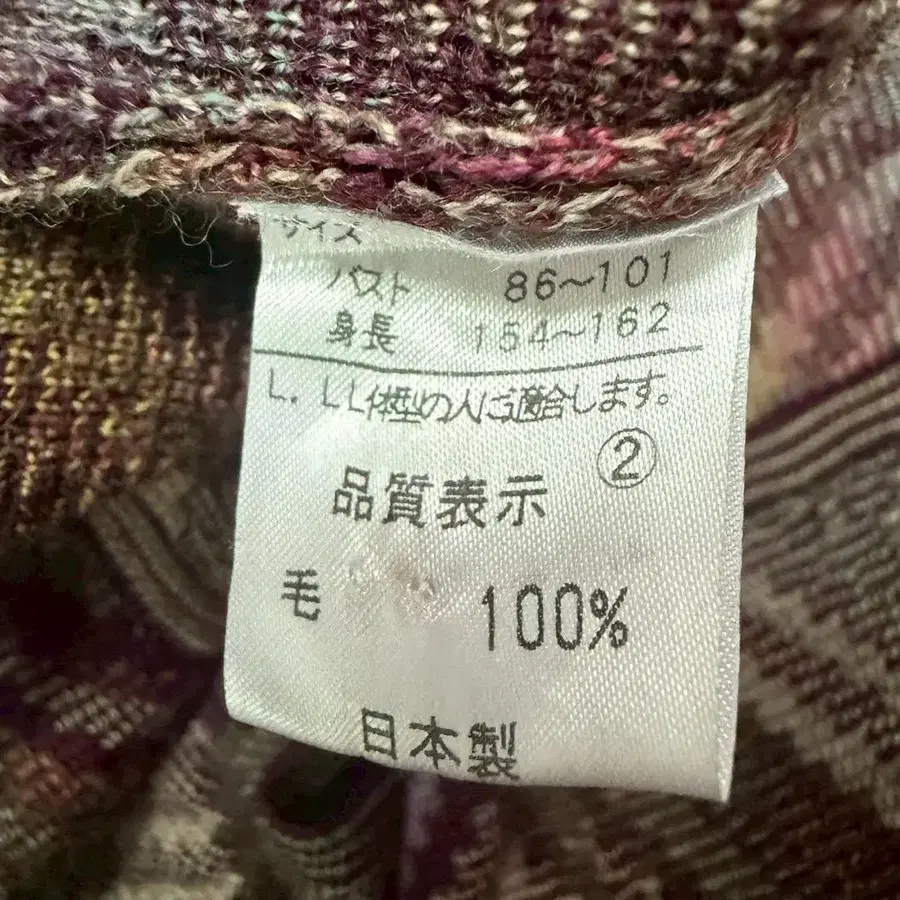 サイズ
バスト 86～101
身長 154～162
L．LL体型の人に適合します。
②
品質表示
毛 100%
日本製